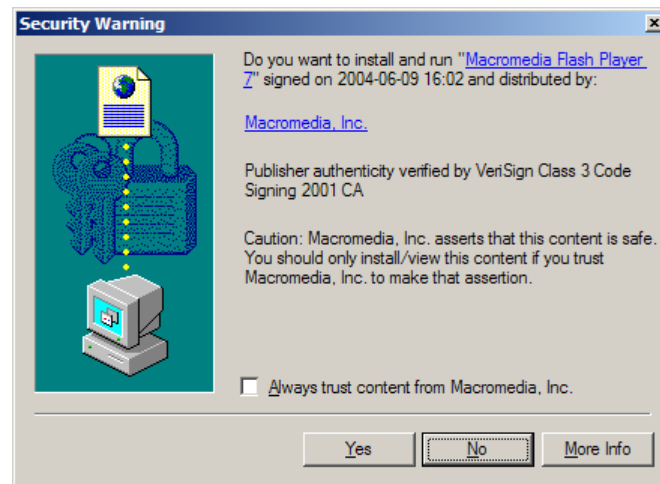 Security Warning
Do you want to install and run "Macromedia Flash Player
7" signed on 2004-06-09 16:02 and distributed by:
Macromedia, Inc.
Publisher authenticity verified by VeriSign Class 3 Code
Signing 2001 CA
Caution: Macromedia, Inc. asserts that this content is safe.
You should only install/view this content if you trust
Macromedia, Inc. to make that assertion.
Always trust content from Macromedia, Inc.
Yes No More Info